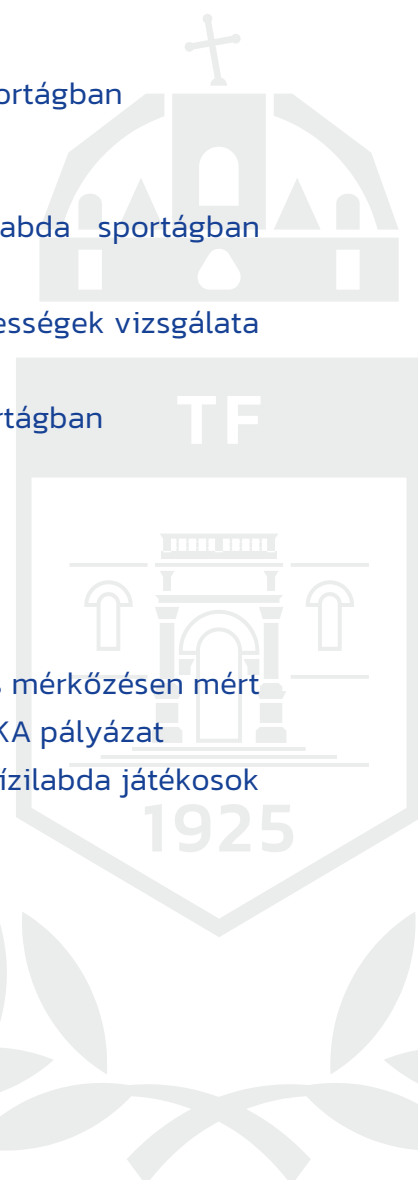 ortágban
abda sportágban
ességek vizsgálata
rtágban
TF
s mérkőzésen mért
KA pályázat
ízilabda játékosok
1925